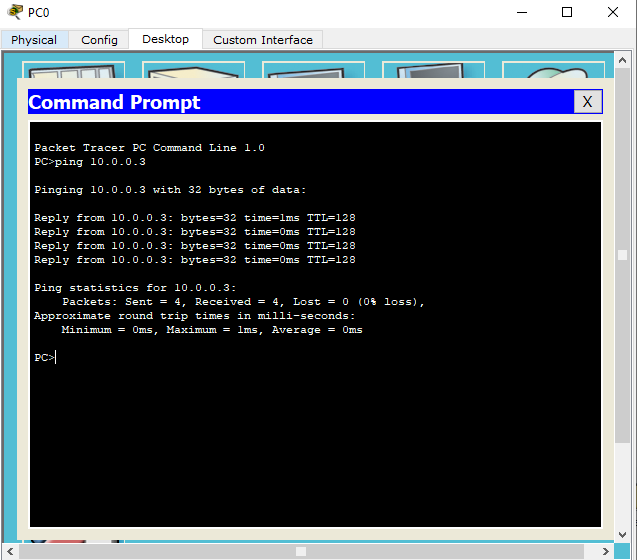 PC0
Physical Config Desktop Custom Interface
Command Prompt
X
Packet Tracer PC Command Line 1.0
PC>ping 10.0.0.3
Pinging 10.0.0.3 with 32 bytes of data:
Reply from 10.0.0.3: bytes=32 time=1ms TTL=128
Reply from 10.0.0.3: bytes=32 time=0ms TTL=128
Reply from 10.0.0.3: bytes=32 time=0ms TTL=128
Reply from 10.0.0.3: bytes=32 time=0ms TTL=128
Ping statistics for 10.0.0.3:
Packets: Sent = 4, Received = 4, Lost = 0 (0% loss),
Approximate round trip times in milli-seconds:
Minimum = 0ms, Maximum = 1ms, Average = 0ms
PC>